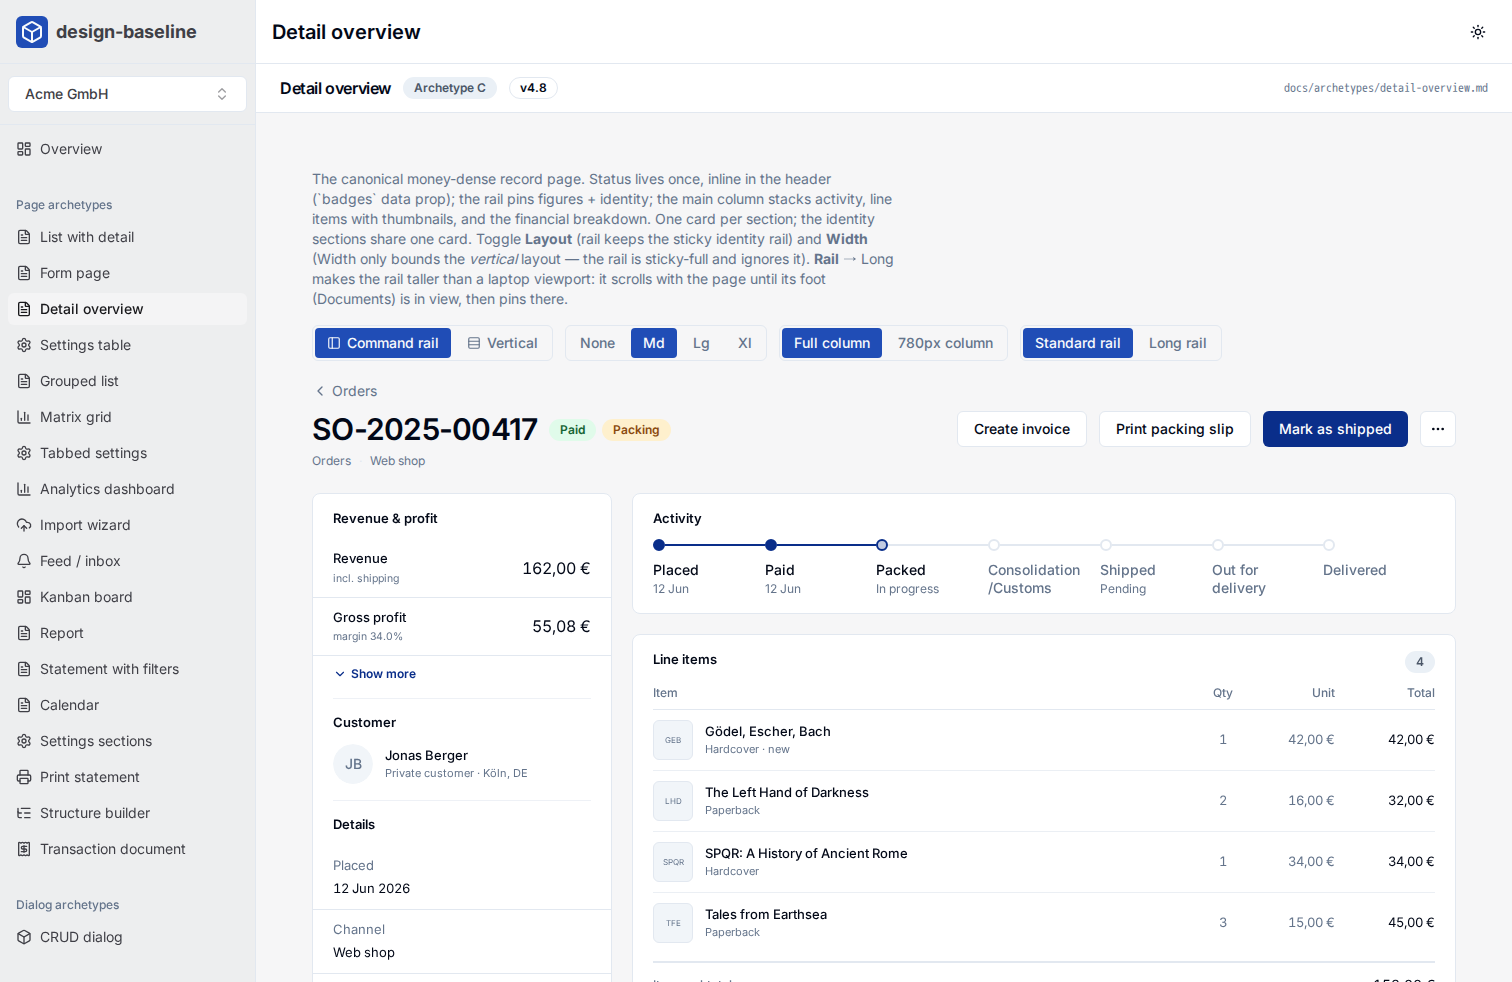 design-baseline
Detail overview
Acme GmbH
Detail overview Archetype C v4.8
docs/archetypes/detail-overview.md
Overview
Page archetypes
List with detail
Form page
Detail overview
Settings table
Grouped list
Matrix grid
Tabbed settings
Analytics dashboard
Import wizard
Feed / inbox
Kanban board
Report
Statement with filters
Calendar
Settings sections
Print statement
Structure builder
Transaction document
Dialog archetypes
CRUD dialog
The canonical money-dense record page. Status lives once, inline in the header
(`badges` data prop); the rail pins figures + identity; the main column stacks activity, line
items with thumbnails, and the financial breakdown. One card per section; the identity
sections share one card. Toggle Layout (rail keeps the sticky identity rail) and Width
(Width only bounds the vertical layout — the rail is sticky-full and ignores it). Rail → Long
makes the rail taller than a laptop viewport: it scrolls with the page until its foot
(Documents) is in view, then pins there.
Command rail Vertical None Md Lg Xl Full column 780px column Standard rail Long rail
Orders
SO-2025-00417 Paid Packing
Create invoice Print packing slip Mark as shipped
Orders · Web shop
Revenue & profit
Revenue
incl. shipping
162,00 €
Gross profit
margin 34.0%
55,08 €
Show more
Customer
JB
Jonas Berger
Private customer · Köln, DE
Details
Placed
12 Jun 2026
Channel
Web shop
Activity
Placed
12 Jun
Paid
12 Jun
Packed
In progress
Consolidation
/Customs
Shipped
Pending
Out for
delivery
Delivered
Line items 4
Item Qty Unit Total
GEB Gödel, Escher, Bach 1 42,00 € 42,00 €
Hardcover · new
LHD The Left Hand of Darkness 2 16,00 € 32,00 €
Paperback
SPQR SPQR: A History of Ancient Rome 1 34,00 € 34,00 €
Hardcover
TFE Tales from Earthsea 3 15,00 € 45,00 €
Paperback